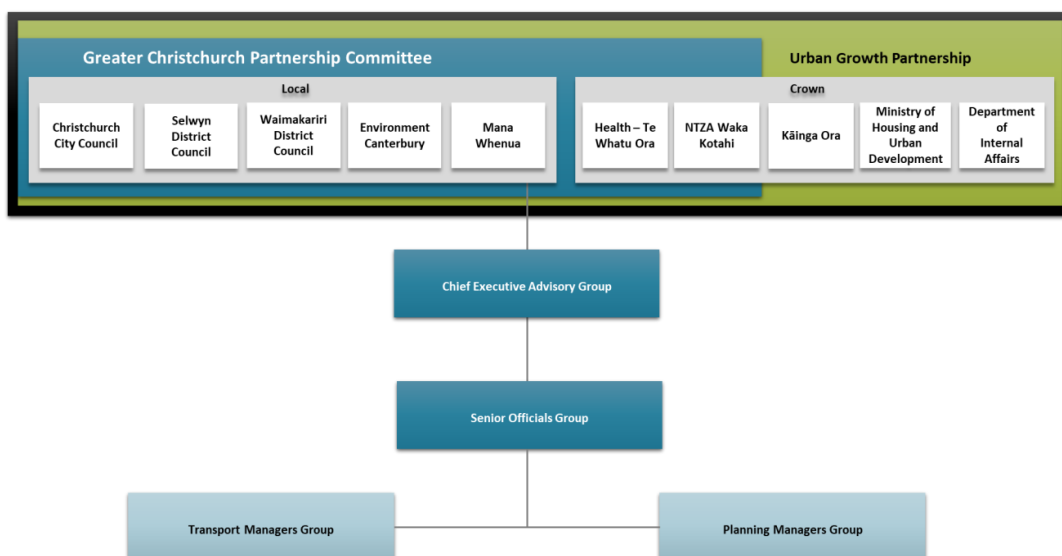 Greater Christchurch Partnership Committee
Urban Growth Partnership
Local
Crown
Christchurch
City Council
Selwyn
District
Council
Waimakariri
District
Council
Environment
Canterbury
Mana
Whenua
Health – Te
Whatu Ora
NTZA Waka
Kotahi
Kāinga Ora
Ministry of
Housing and
Urban
Development
Department
of
Internal
Affairs
Chief Executive Advisory Group
Senior Officials Group
Transport Managers Group
Planning Managers Group